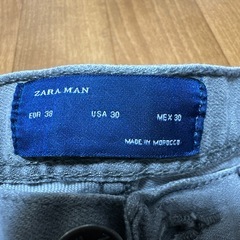 ZARA MAN
EUR 38 USA 30 MEX 30
MADE IN MOROCCO